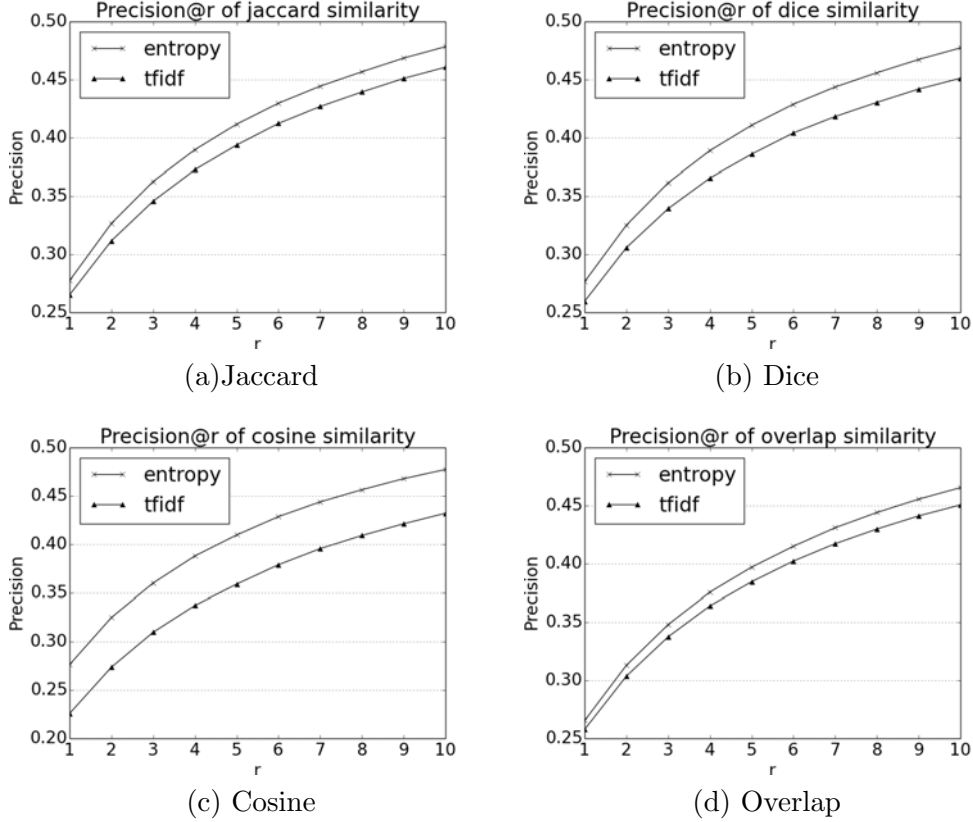 Precision@r of jaccard similarity
entropy
tfidf
0.50
0.45
0.40
0.35
0.30
0.25
Precision
1 2 3 4 5 6 7 8 9 10
r
(a)Jaccard
Precision@r of dice similarity
entropy
tfidf
0.50
0.45
0.40
0.35
0.30
0.25
Precision
1 2 3 4 5 6 7 8 9 10
r
(b) Dice
Precision@r of cosine similarity
entropy
tfidf
0.50
0.45
0.40
0.35
0.30
0.25
0.20
Precision
1 2 3 4 5 6 7 8 9 10
r
(c) Cosine
Precision@r of overlap similarity
entropy
tfidf
0.50
0.45
0.40
0.35
0.30
0.25
Precision
1 2 3 4 5 6 7 8 9 10
r
(d) Overlap